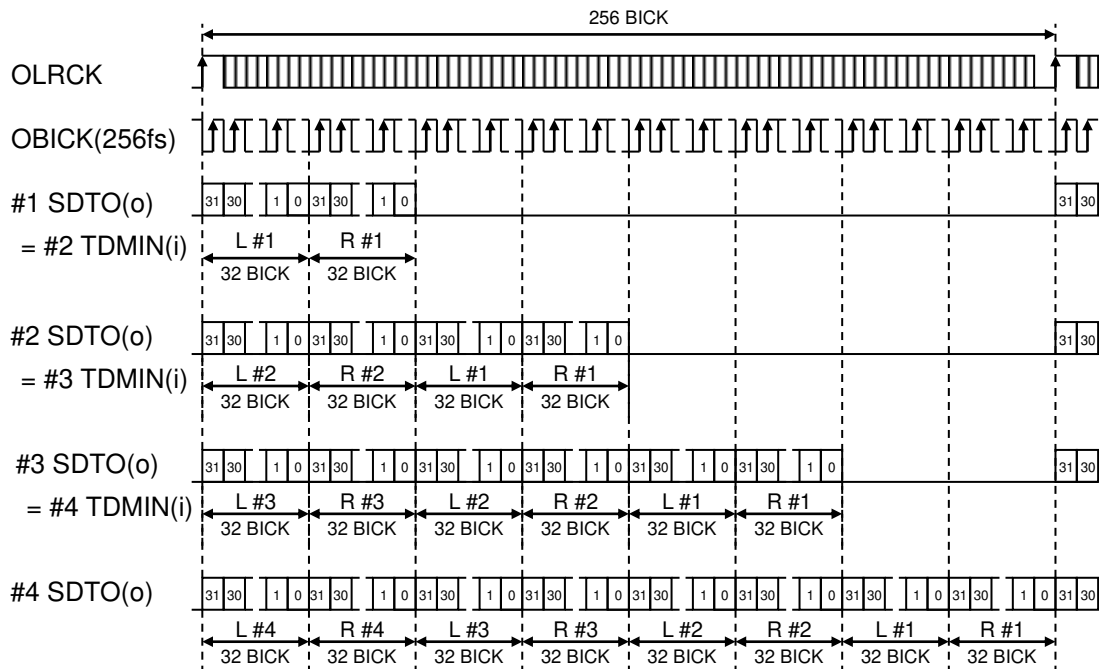 256 BICK
OLRCK
OBICK(256fs)
#1 SDTO(o)
31 30 1 0 31 30 1 0 31 30
= #2 TDMIN(i)
L #1 R #1
32 BICK 32 BICK
#2 SDTO(o)
31 30 1 0 31 30 1 0 31 30 1 0 31 30 1 0 31 30
= #3 TDMIN(i)
L #2 R #2 L #1 R #1
32 BICK 32 BICK 32 BICK 32 BICK
#3 SDTO(o)
31 30 1 0 31 30 1 0 31 30 1 0 31 30 1 0 31 30 1 0 31 30 1 0 31 30
= #4 TDMIN(i)
L #3 R #3 L #2 R #2 L #1 R #1
32 BICK 32 BICK 32 BICK 32 BICK 32 BICK 32 BICK
#4 SDTO(o)
31 30 1 0 31 30 1 0 31 30 1 0 31 30 1 0 31 30 1 0 31 30 1 0 31 30 1 0 31 30 1 0 31 30
L #4 R #4 L #3 R #3 L #2 R #2 L #1 R #1
32 BICK 32 BICK 32 BICK 32 BICK 32 BICK 32 BICK 32 BICK 32 BICK